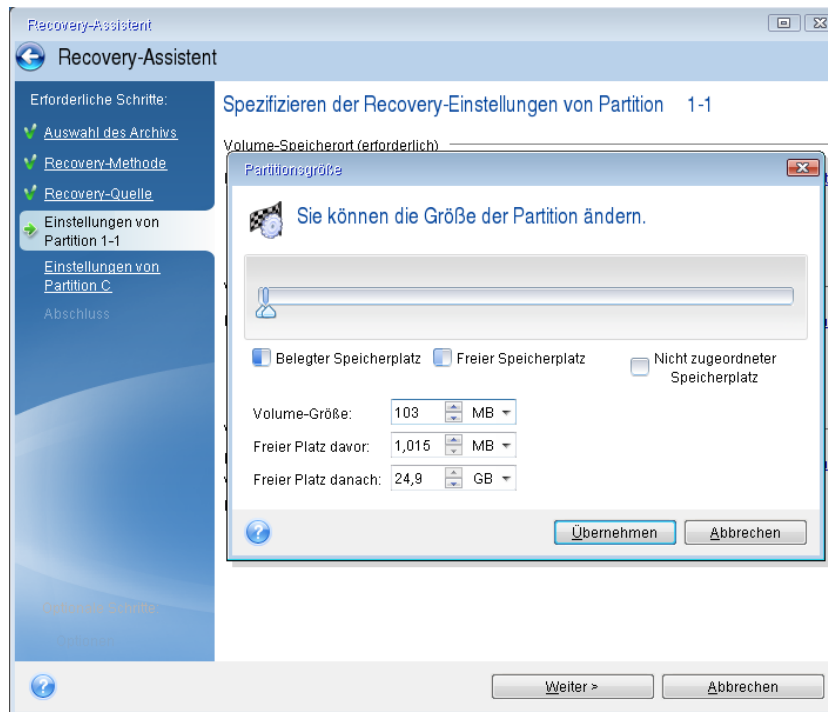 Recovery-Assistent
Recovery-Assistent
Erforderliche Schritte:
Auswahl des Archivs
Recovery-Methode
Recovery-Quelle
Einstellungen von
Partition 1-1
Einstellungen von
Partition C
Abschluss
Spezifizieren der Recovery-Einstellungen von Partition 1-1
Volume-Speicherort (erforderlich)
Partitionsgröße
Sie können die Größe der Partition ändern.
Belegter Speicherplatz
Freier Speicherplatz
Nicht zugeordneter
Speicherplatz
Volume-Größe: 103 MB
Freier Platz davor: 1,015 MB
Freier Platz danach: 24,9 GB
Übernehmen
Abbrechen
Weiter >
Abbrechen